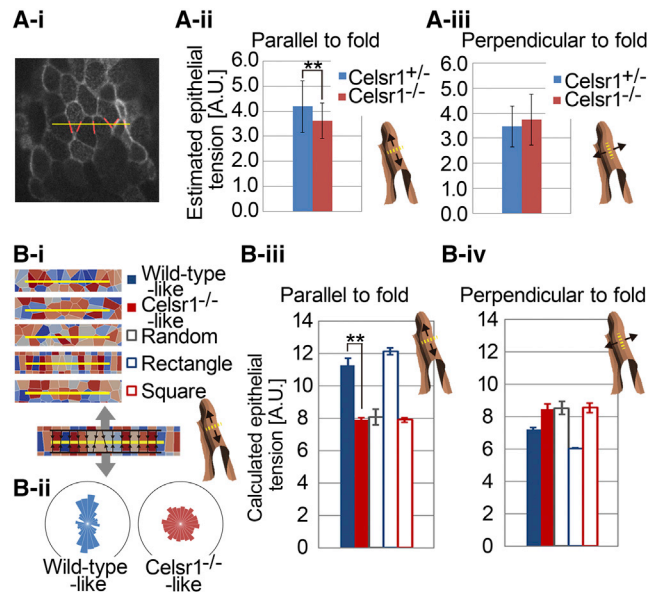 A-i
A-ii
A-iii
Parallel to fold
Perpendicular to fold
Estimated epithelial
tension [A.U.]
6.0
5.0
4.0
3.0
2.0
1.0
0.0
**
Celsr1+/-
Celsr1-/-
6.0
5.0
4.0
3.0
2.0
1.0
0.0
Celsr1+/-
Celsr1-/-
B-i
Wild-type
-like
Celsr1-/-
-like
Random
Rectangle
Square
B-ii
Wild-type
-like
Celsr1-/-
-like
B-iii
Parallel to fold
Calculated epithelial
tension [A.U.]
14
12
10
8
6
4
2
0
**
B-iv
Perpendicular to fold
14
12
10
8
6
4
2
0